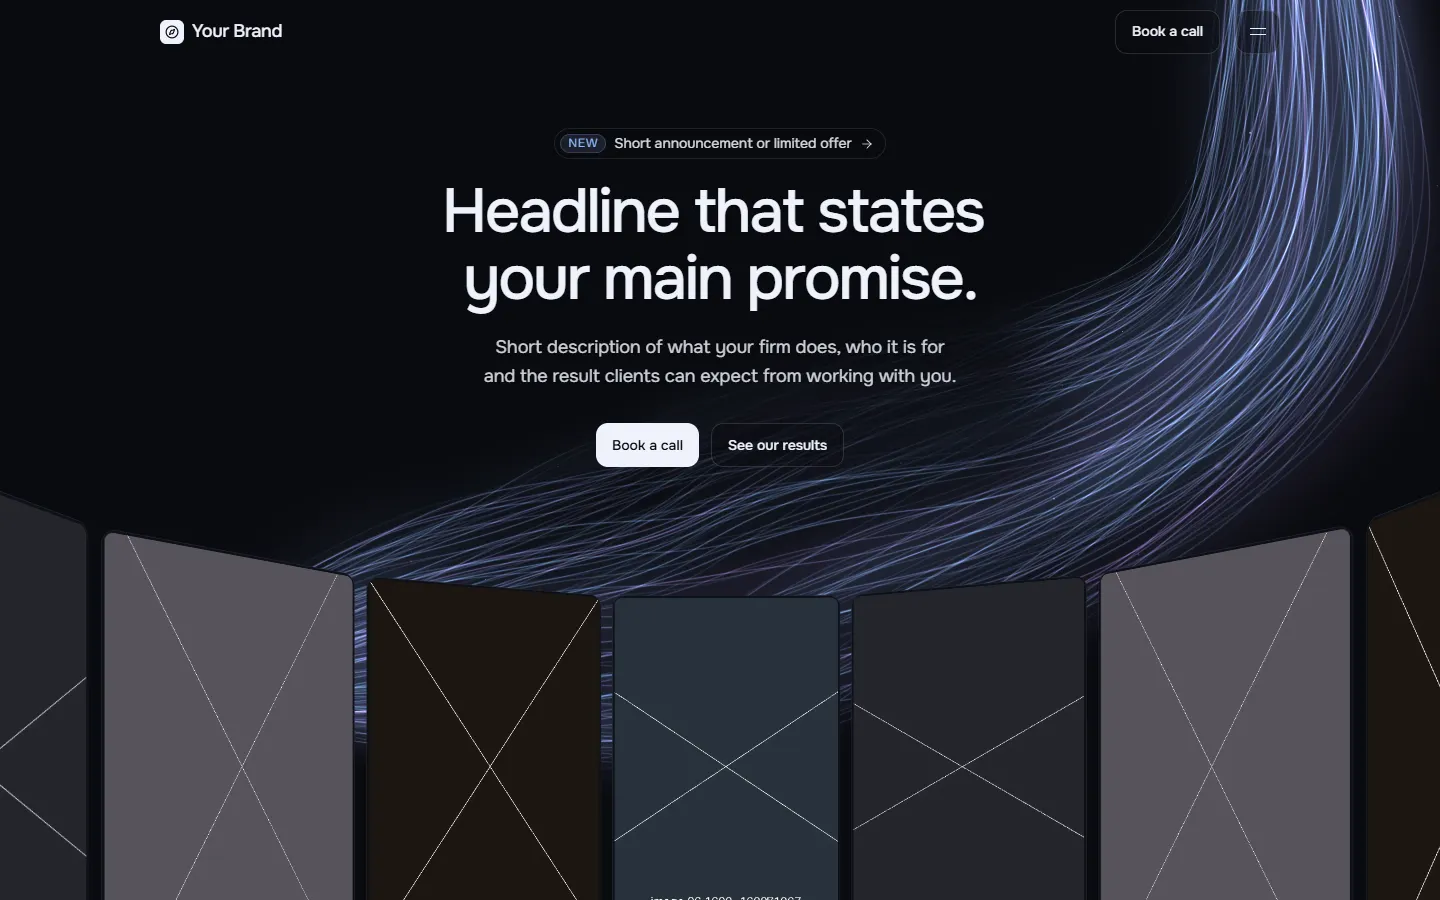 Your Brand
Book a call
NEW Short announcement or limited offer →
Headline that states
your main promise.
Short description of what your firm does, who it is for
and the result clients can expect from working with you.
Book a call
See our results